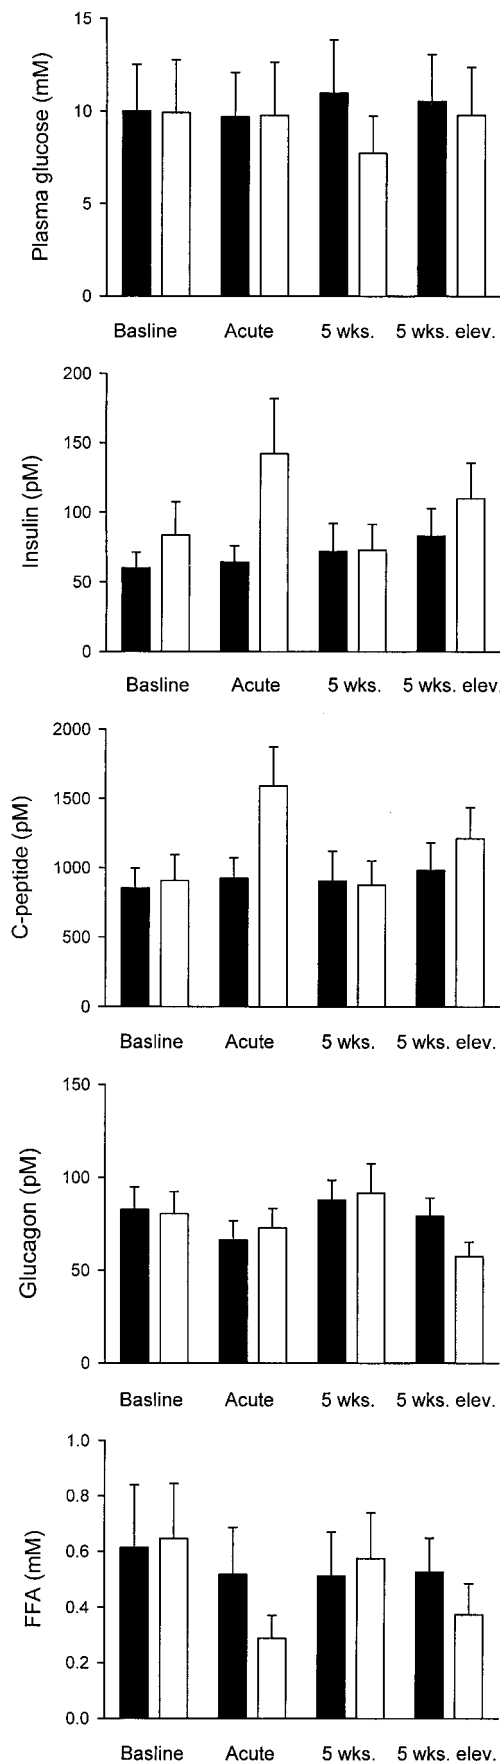 Plasma glucose (mM)
15
10
5
0
Basline Acute 5 wks. 5 wks. elev.
Insulin (pM)
200
150
100
50
0
Basline Acute 5 wks. 5 wks. elev.
C-peptide (pM)
2000
1500
1000
500
0
Basline Acute 5 wks. 5 wks. elev.
Glucagon (pM)
150
100
50
0
Basline Acute 5 wks. 5 wks. elev.
FFA (mM)
1.0
0.8
0.6
0.4
0.2
0.0
Basline Acute 5 wks. 5 wks. elev.